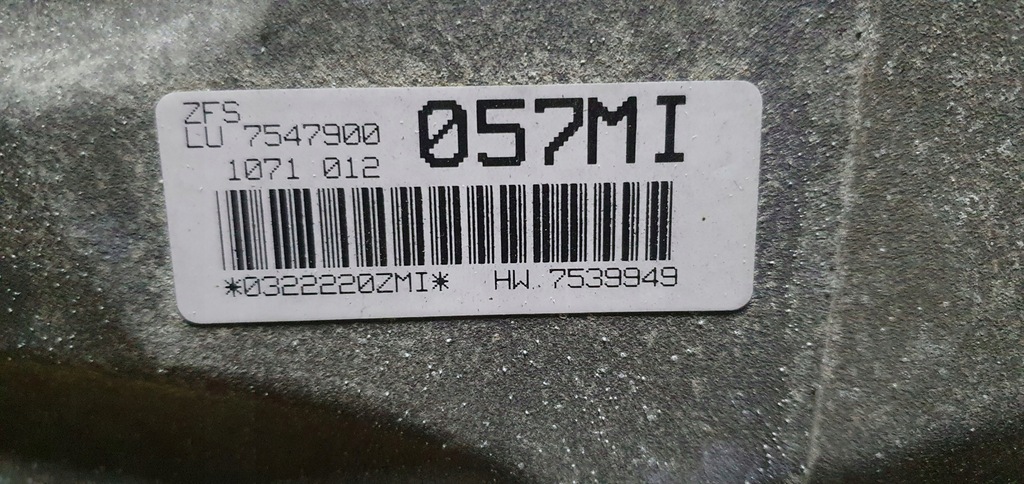 ZFS
LU 7547900
057MI
1071 012
*0322220ZMI* HW. 7539949